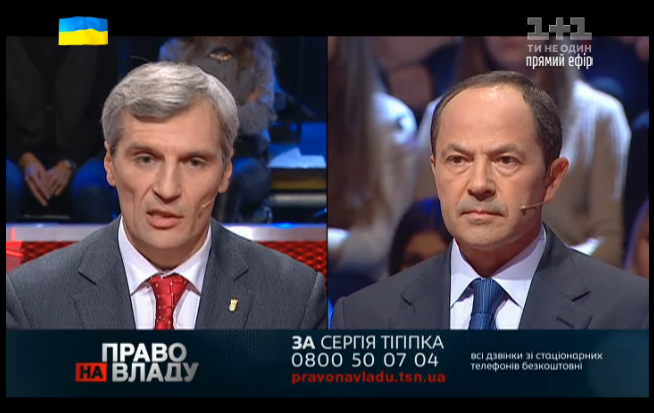 1+1
ТИ НЕ ОДИН
ПРЯМИЙ ЕФІР
ПРАВО
НА ВЛАДУ
ЗА СЕРГІЯ ТІГІПКА
0800 50 07 04
pravonavladu.tsn.ua
всі дзвінки зі стаціонарних
телефонів безкоштовні